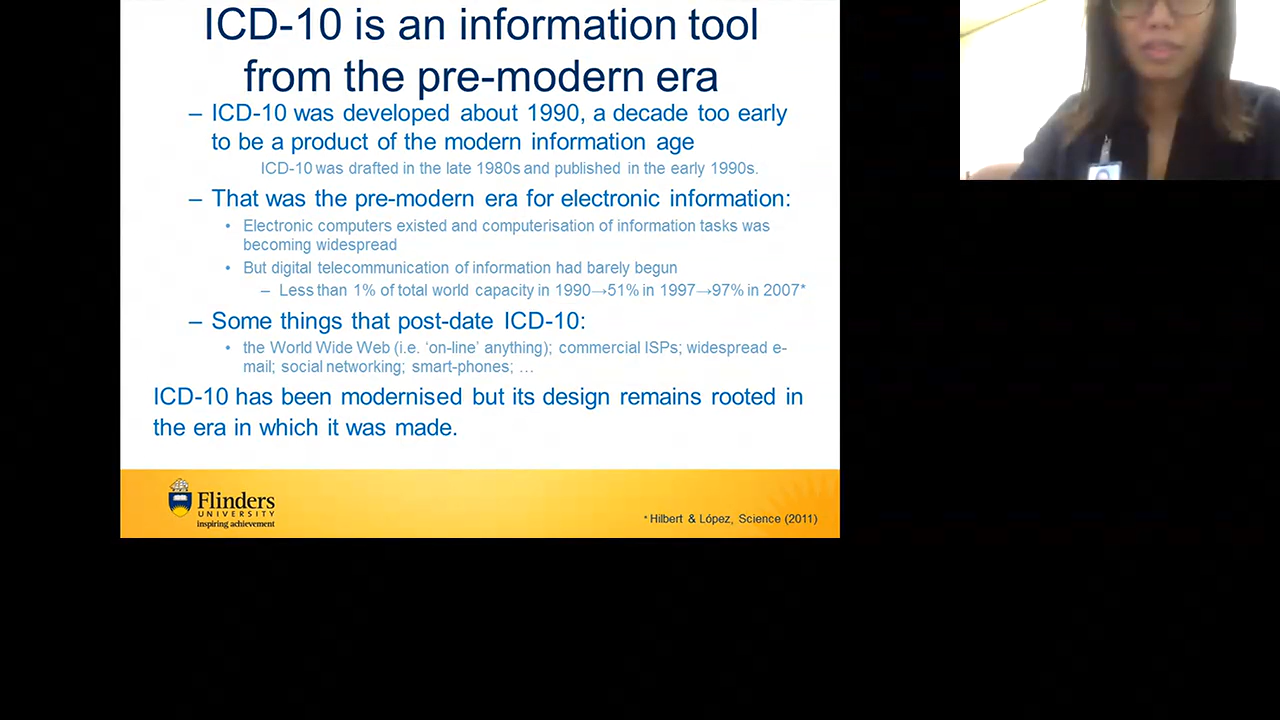 ICD-10 is an information tool
from the pre-modern era
– ICD-10 was developed about 1990, a decade too early
to be a product of the modern information age
ICD-10 was drafted in the late 1980s and published in the early 1990s.
– That was the pre-modern era for electronic information:
• Electronic computers existed and computerisation of information tasks was
becoming widespread
• But digital telecommunication of information had barely begun
– Less than 1% of total world capacity in 1990→51% in 1997→97% in 2007*
– Some things that post-date ICD-10:
• the World Wide Web (i.e. ‘on-line’ anything); commercial ISPs; widespread e-
mail; social networking; smart-phones; …
ICD-10 has been modernised but its design remains rooted in
the era in which it was made.
Flinders
UNIVERSITY
inspiring achievement
* Hilbert & López, Science (2011)